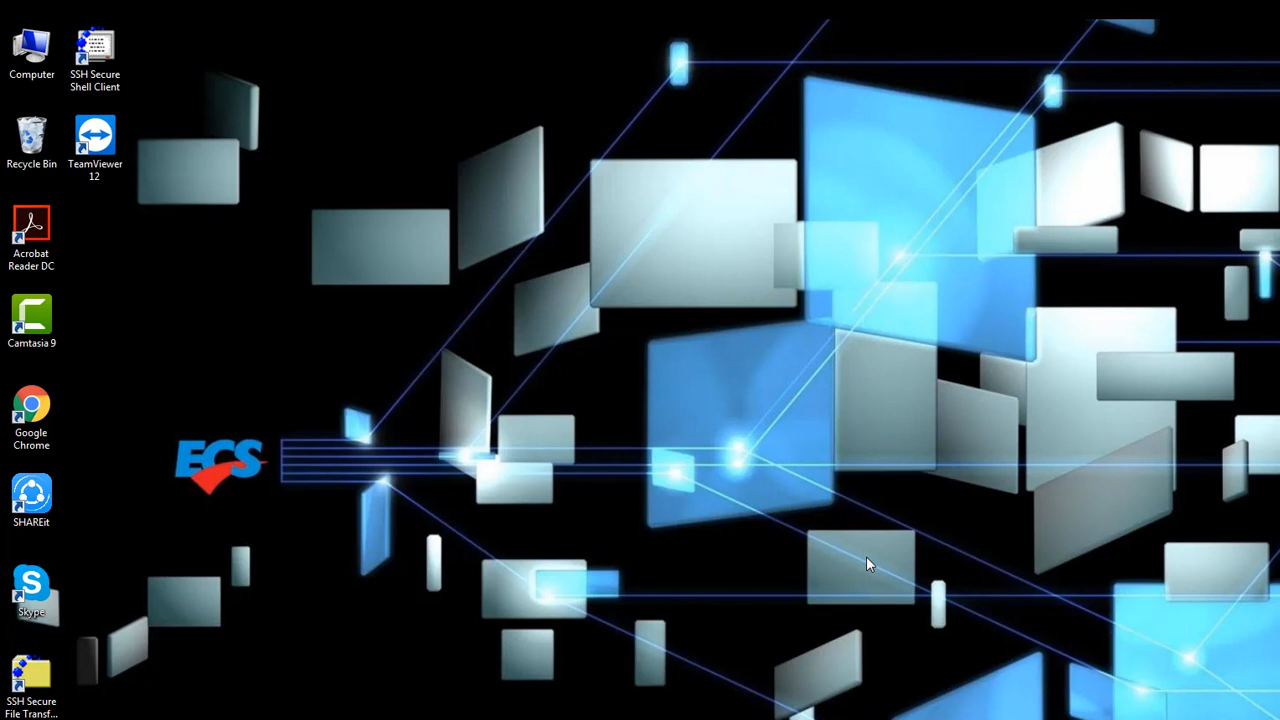 Computer
Recycle Bin
Acrobat
Reader DC
Camtasia 9
Google
Chrome
SHAREit
Skype
SSH Secure
File Transf...
SSH Secure
Shell Client
TeamViewer
12
ECS